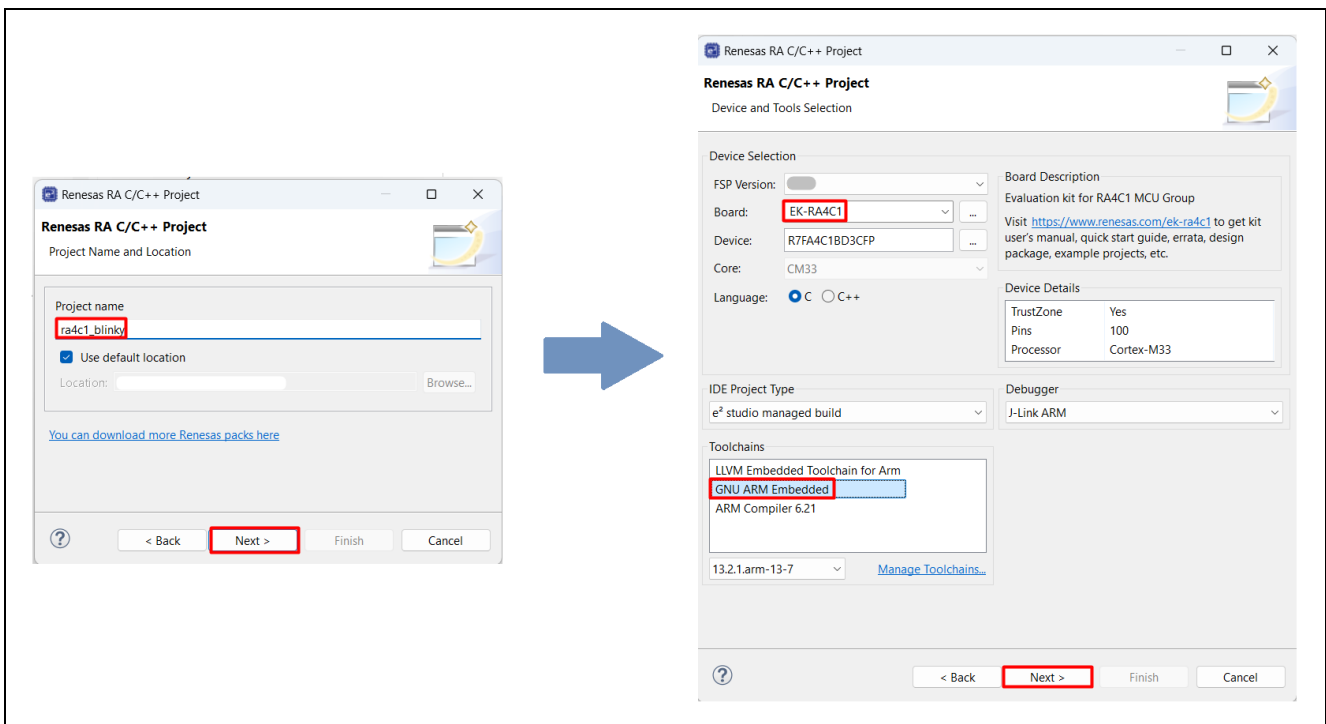 Renesas RA C/C++ Project
Renesas RA C/C++ Project
Project Name and Location
Project name
ra4c1_blinky
Use default location
Location:
Browse...
You can download more Renesas packs here
< Back
Next >
Finish
Cancel
Renesas RA C/C++ Project
Renesas RA C/C++ Project
Device and Tools Selection
Device Selection
FSP Version:
Board:
EK-RA4C1
...
Device:
R7FA4C1BD3CFP
...
Core:
CM33
Language:
C
C++
Board Description
Evaluation kit for RA4C1 MCU Group
Visit https://www.renesas.com/ek-ra4c1 to get kit
user's manual, quick start guide, errata, design
package, example projects, etc.
Device Details
TrustZone Yes
Pins 100
Processor Cortex-M33
IDE Project Type
e² studio managed build
Debugger
J-Link ARM
Toolchains
LLVM Embedded Toolchain for Arm
GNU ARM Embedded
ARM Compiler 6.21
13.2.1.arm-13-7
Manage Toolchains...
< Back
Next >
Finish
Cancel